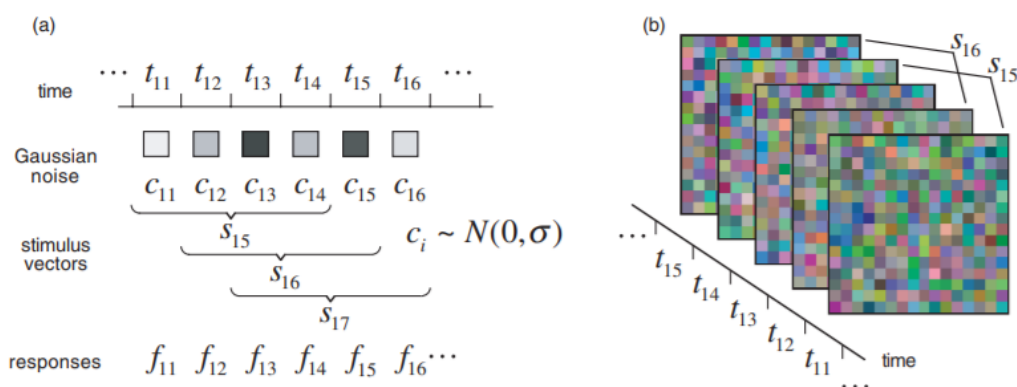 (a)
time
… t11 t12 t13 t14 t15 t16 …
Gaussian
noise
c11 c12 c13 c14 c15 c16
stimulus
vectors
s15
ci ~ N(0,σ)
s16
s17
responses
f11 f12 f13 f14 f15 f16 …
(b)
s16
s15
… t15 t14 t13 t12 t11 …
time